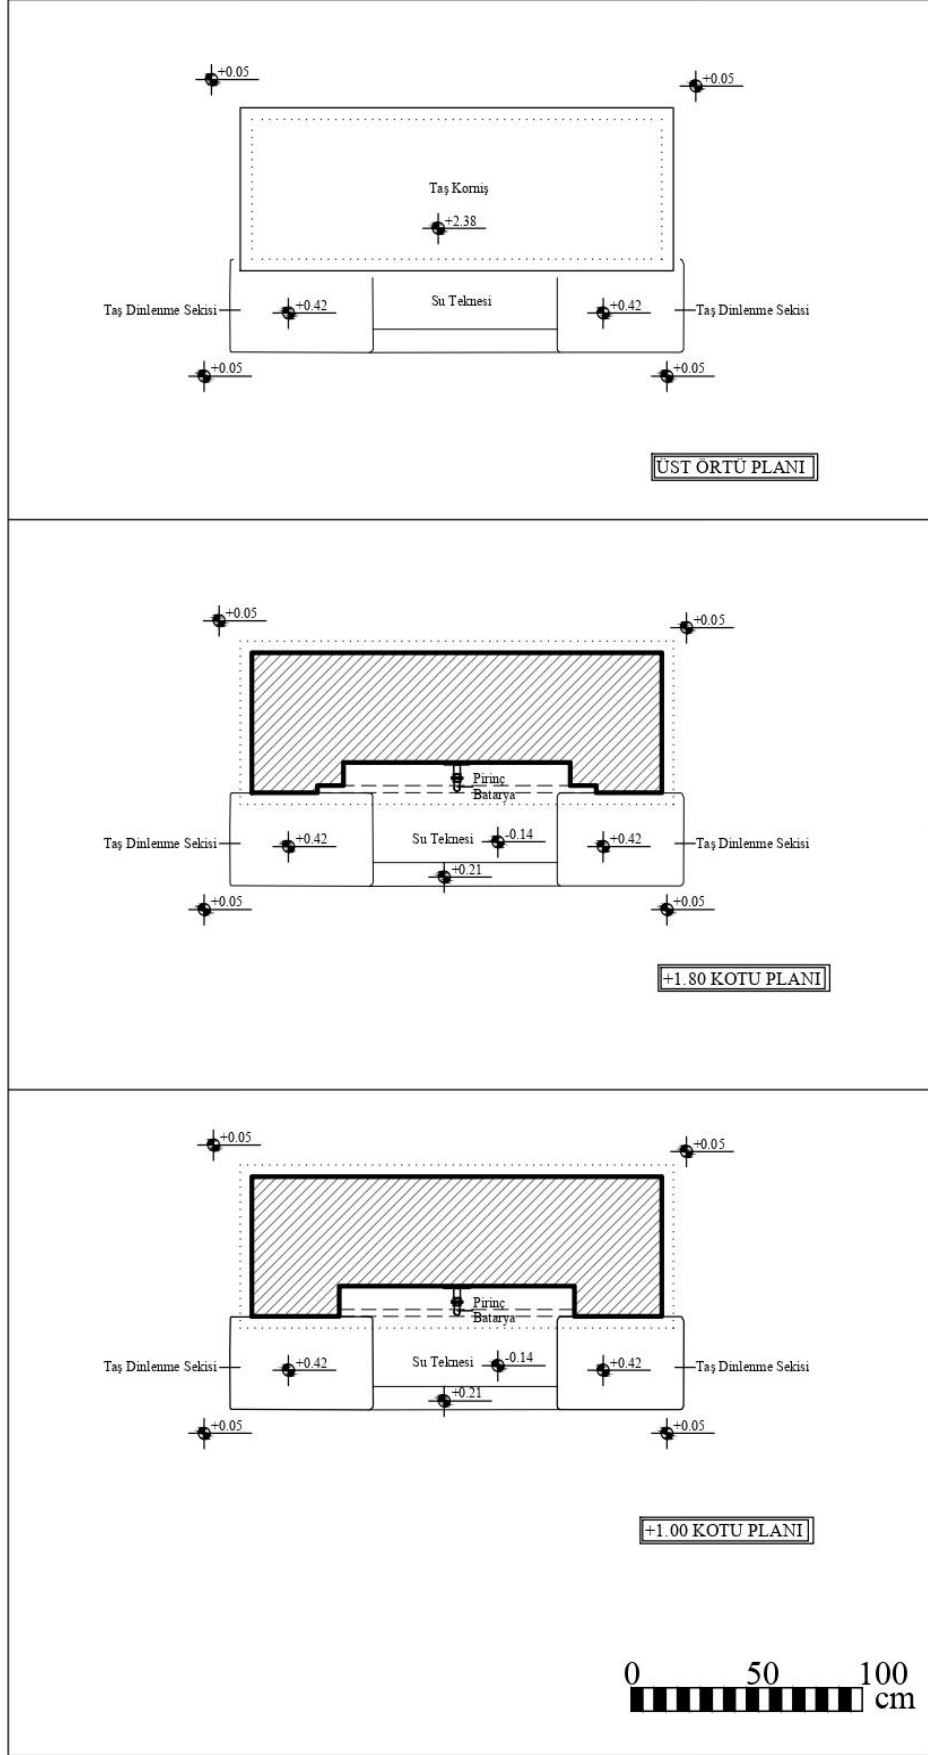 +0.05
+0.05
Taş Korniş
+2.38
Taş Dinlenme Sekisi
+0.42
Su Teknesi
+0.42
Taş Dinlenme Sekisi
+0.05
+0.05
ÜST ÖRTÜ PLANI
+0.05
+0.05
Pirinç
Batarya
Taş Dinlenme Sekisi
+0.42
Su Teknesi
-0.14
+0.42
Taş Dinlenme Sekisi
+0.21
+0.05
+0.05
+1.80 KOTU PLANI
+0.05
+0.05
Pirinç
Batarya
Taş Dinlenme Sekisi
+0.42
Su Teknesi
-0.14
+0.42
Taş Dinlenme Sekisi
+0.21
+0.05
+0.05
+1.00 KOTU PLANI
0 50 100
cm